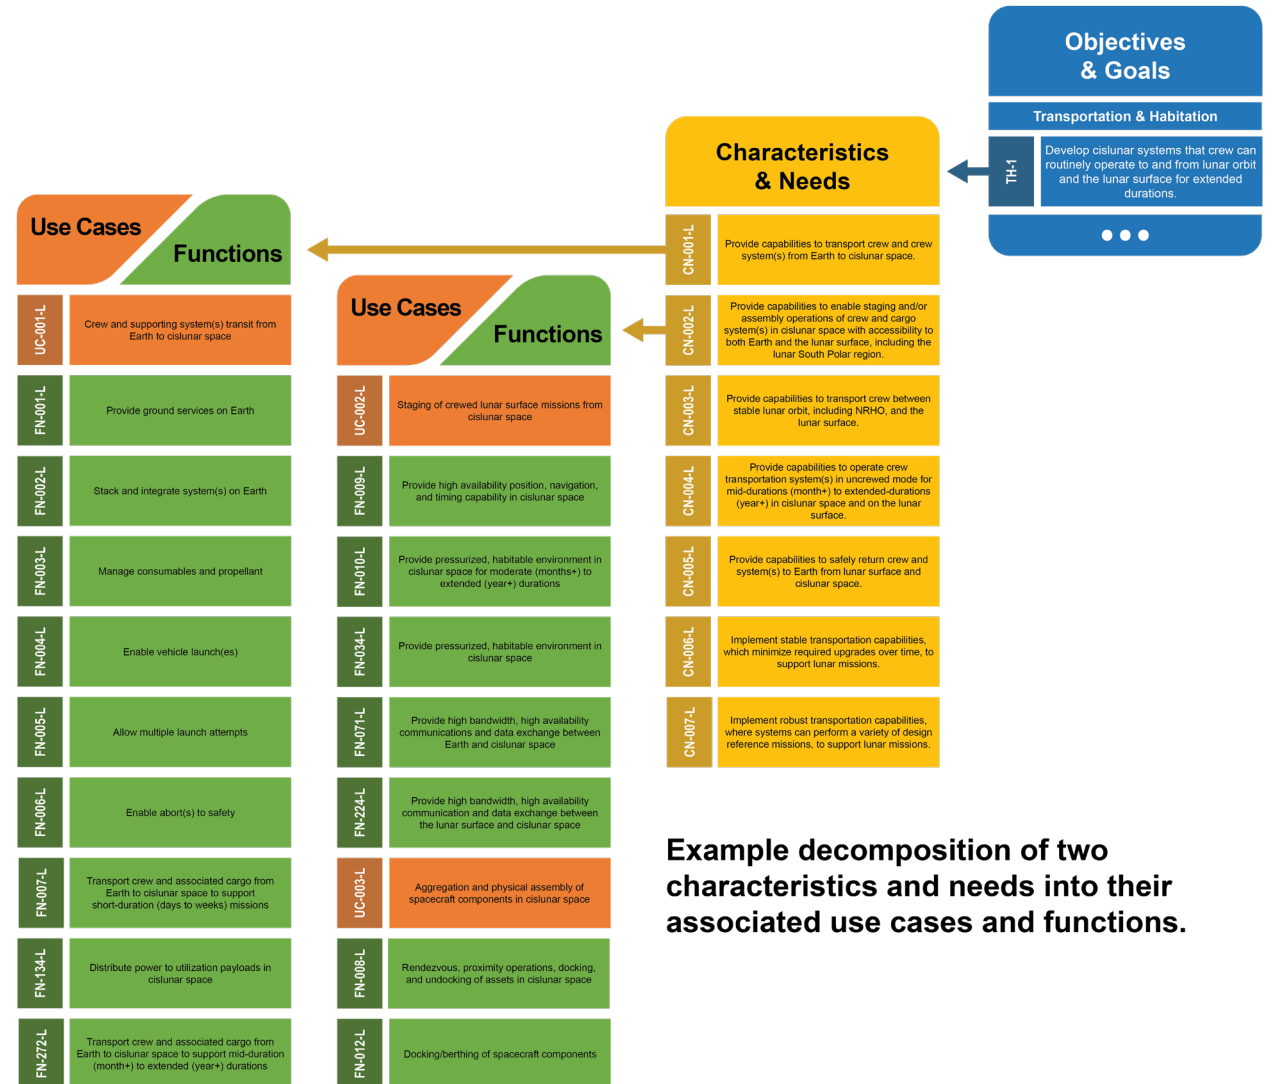 Objectives
& Goals
Transportation & Habitation
TH-1
Develop cislunar systems that crew can
routinely operate to and from lunar orbit
and the lunar surface for extended
durations.
Characteristics
& Needs
CN-001-L
Provide capabilities to transport crew and crew
system(s) from Earth to cislunar space.
CN-002-L
Provide capabilities to enable staging and/or
assembly operations of crew and cargo
system(s) in cislunar space with accessibility to
both Earth and the lunar surface, including the
lunar South Polar region.
CN-003-L
Provide capabilities to transport crew between
stable lunar orbit, including NRHO, and the
lunar surface.
CN-004-L
Provide capabilities to operate crew
transportation system(s) in uncrewed mode for
mid-durations (month+) to extended-durations
(year+) in cislunar space and on the lunar
surface.
CN-005-L
Provide capabilities to safely return crew and
system(s) to Earth from lunar surface and
cislunar space.
CN-006-L
Implement stable transportation capabilities,
which minimize required upgrades over time, to
support lunar missions.
CN-007-L
Implement robust transportation capabilities,
where systems can perform a variety of design
reference missions, to support lunar missions.
Use Cases
Functions
UC-001-L
Crew and supporting system(s) transit from
Earth to cislunar space
FN-001-L
Provide ground services on Earth
FN-002-L
Stack and integrate system(s) on Earth
FN-003-L
Manage consumables and propellant
FN-004-L
Enable vehicle launch(es)
FN-005-L
Allow multiple launch attempts
FN-006-L
Enable abort(s) to safety
FN-007-L
Transport crew and associated cargo from
Earth to cislunar space to support
short-duration (days to weeks) missions
FN-134-L
Distribute power to utilization payloads in
cislunar space
FN-272-L
Transport crew and associated cargo from
Earth to cislunar space to support mid-duration
(month+) to extended (year+) durations
Use Cases
Functions
UC-002-L
Staging of crewed lunar surface missions from
cislunar space
FN-009-L
Provide high availability position, navigation,
and timing capability in cislunar space
FN-010-L
Provide pressurized, habitable environment in
cislunar space for moderate (months+) to
extended (year+) durations
FN-034-L
Provide pressurized, habitable environment in
cislunar space
FN-071-L
Provide high bandwidth, high availability
communications and data exchange between
Earth and cislunar space
FN-224-L
Provide high bandwidth, high availability
communication and data exchange between
the lunar surface and cislunar space
UC-003-L
Aggregation and physical assembly of
spacecraft components in cislunar space
FN-008-L
Rendezvous, proximity operations, docking,
and undocking of assets in cislunar space
FN-012-L
Docking/berthing of spacecraft components
Example decomposition of two
characteristics and needs into their
associated use cases and functions.